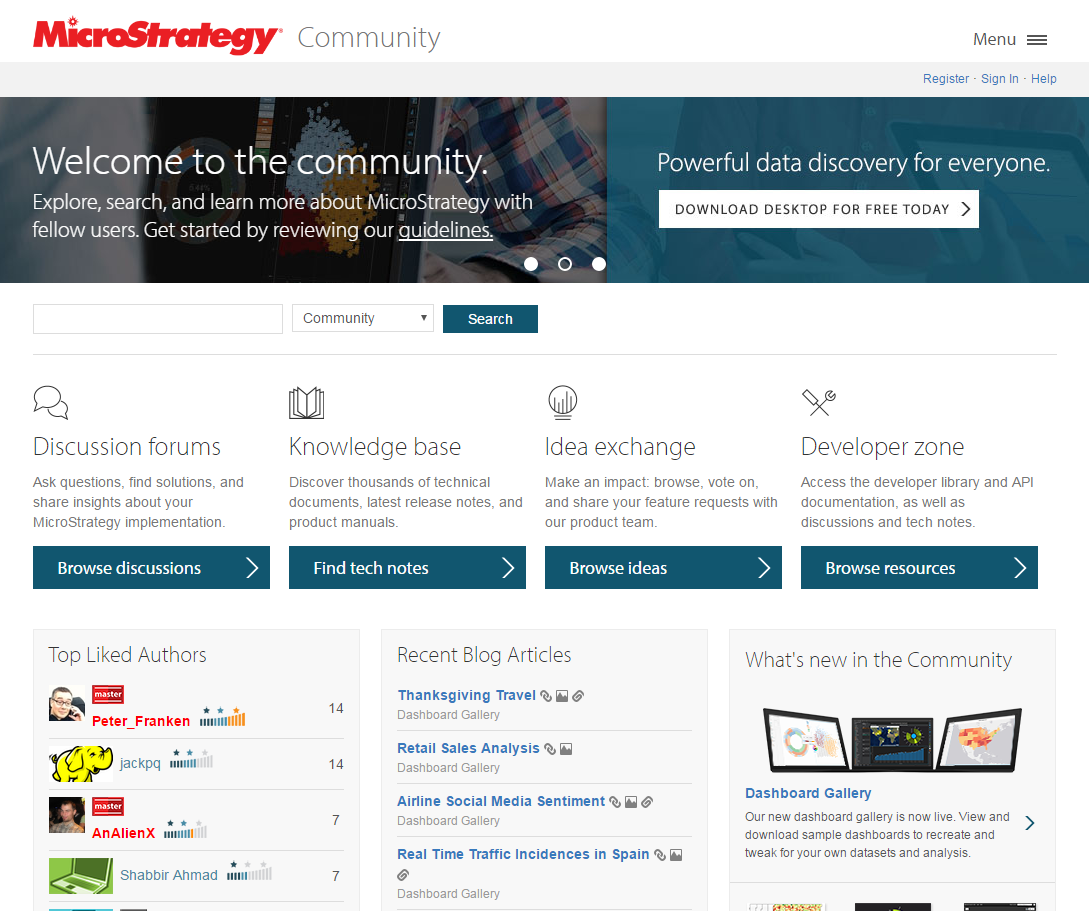 MicroStrategy Community
Menu
Register · Sign In · Help
Welcome to the community.
Explore, search, and learn more about MicroStrategy with
fellow users. Get started by reviewing our guidelines.
Powerful data discovery for everyone.
DOWNLOAD DESKTOP FOR FREE TODAY
Community
Search
Discussion forums
Ask questions, find solutions, and
share insights about your
MicroStrategy implementation.
Browse discussions
Knowledge base
Discover thousands of technical
documents, latest release notes, and
product manuals.
Find tech notes
Idea exchange
Make an impact: browse, vote on,
and share your feature requests with
our product team.
Browse ideas
Developer zone
Access the developer library and API
documentation, as well as
discussions and tech notes.
Browse resources
Top Liked Authors
master
Peter_Franken 14
jackpq 14
master
AnAlienX 7
Shabbir Ahmad 7
Recent Blog Articles
Thanksgiving Travel
Dashboard Gallery
Retail Sales Analysis
Dashboard Gallery
Airline Social Media Sentiment
Dashboard Gallery
Real Time Traffic Incidences in Spain
Dashboard Gallery
What's new in the Community
Dashboard Gallery
Our new dashboard gallery is now live. View and
download sample dashboards to recreate and
tweak for your own datasets and analysis.